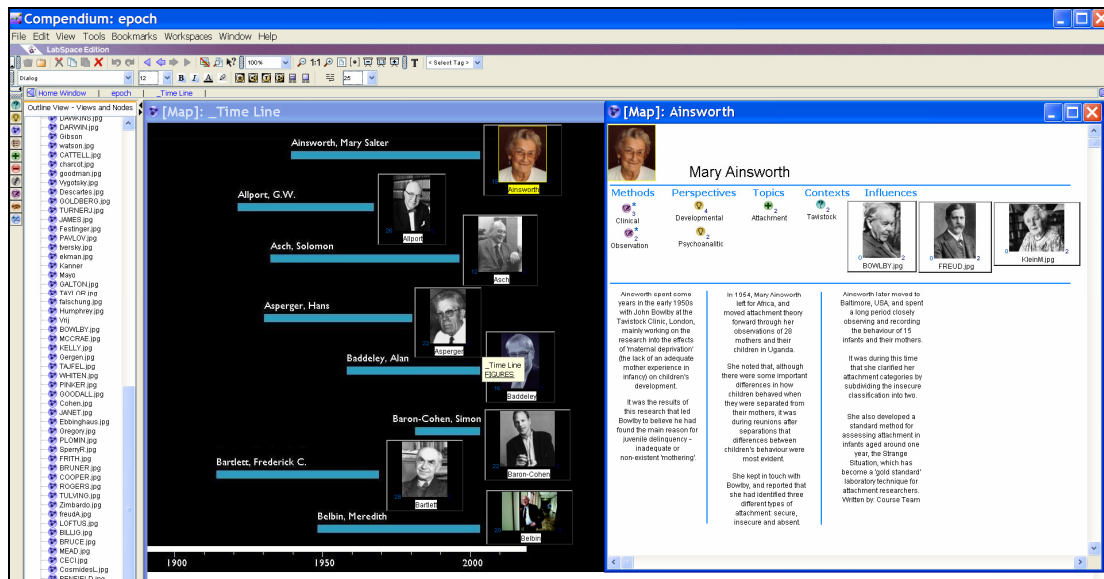 Compendium: epoch
File Edit View Tools Bookmarks Workspaces Window Help
LabSpace Edition
100%
1:1
T
< Select Tag >
Dialog
12
B I A
25
Home Window | epoch | _Time Line |
Outline View - Views and Nodes
DAWKINS.jpg
DARWIN.jpg
Gibson
watson.jpg
CATTELL.jpg
charcot.jpg
goodman.jpg
Vygotsky.jpg
Descartes.jpg
GOLDBERG.jpg
TURNERJ.jpg
JAMES.jpg
Festinger.jpg
PAVLOV.jpg
tversky.jpg
ekman.jpg
Kanner
Mayo
GALTON.jpg
TAYLOR.jpg
falschung.jpg
Humphrey.jpg
Vrij
BOWLBY.jpg
MCCRAE.jpg
KELLY.jpg
Gergen.jpg
TAJFEL.jpg
WHITEN.jpg
PINKER.jpg
GOODALL.jpg
Cohen.jpg
JANET.jpg
Ebbinghaus.jpg
Gregory.jpg
PLOMIN.jpg
SperryR.jpg
FRITH.jpg
BRUNER.jpg
COOPER.jpg
ROGERS.jpg
TULVING.jpg
Zimbardo.jpg
freudA.jpg
LOFTUS.jpg
BILLIG.jpg
BRUCE.jpg
MEAD.jpg
CECI.jpg
CosmidesL.jpg
PENFIELD.jpg
[Map]: _Time Line
Ainsworth, Mary Salter
Ainsworth
Allport, G.W.
Allport
Asch, Solomon
Asch
Asperger, Hans
Asperger
Baddeley, Alan
_Time Line
FIGURES
Baddeley
Baron-Cohen, Simon
Baron-Cohen
Bartlett, Frederick C.
Bartlett
Belbin, Meredith
Belbin
1900 1950 2000
[Map]: Ainsworth
Mary Ainsworth
Methods Perspectives Topics Contexts Influences
* 3
Clinical
* 2
Observation
4
Developmental
2
Psychoanalitic
2
Attachment
2
Tavistock
0 2
BOWLBY.jpg
0 2
FREUD.jpg
0 2
KleinM.jpg
Ainsworth spent some
years in the early 1950s
with John Bowlby at the
Tavistock Clinic, London,
mainly working on the
research into the effects
of 'maternal deprivation'
(the lack of an adequate
mother experience in
infancy) on children's
development.
It was the results of
this research that led
Bowlby to believe he had
found the main reason for
juvenile delinquency -
inadequate or
non-existent 'mothering'.
In 1954, Mary Ainsworth
left for Africa, and
moved attachment theory
forward through her
observations of 28
mothers and their
children in Uganda.
She noted that, although
there were some important
differences in how
children behaved when
they were separated from
their mothers, it was
during reunions after
separations that
differences between
children's behaviour were
most evident.
She kept in touch with
Bowlby, and reported that
she had identified three
different types of
attachment: secure,
insecure and absent.
Ainsworth later moved to
Baltimore, USA, and spent
a long period closely
observing and recording
the behaviour of 15
infants and their mothers.
It was during this time
that she clarified her
attachment categories by
subdividing the insecure
classification into two.
She also developed a
standard method for
assessing attachment in
infants aged around one
year, the Strange
Situation, which has
become a 'gold standard'
laboratory technique for
attachment researchers.
Written by: Course Team